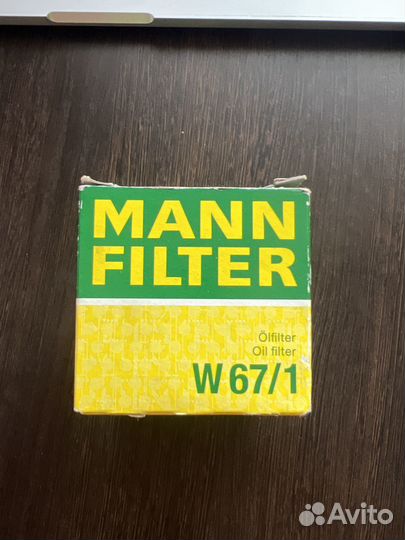 MANN
FILTER
Ölfilter
Oil filter
W 67/1
Avito